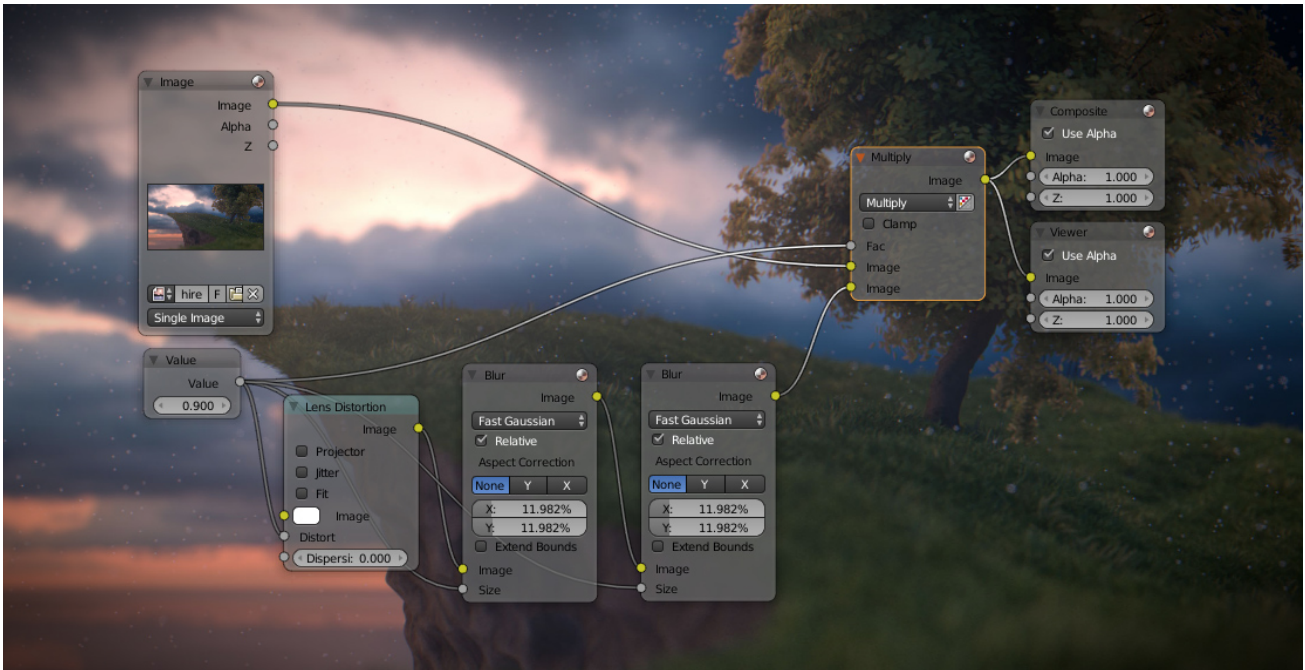 Image
Image
Alpha
Z
hire F
Single Image
Value
Value
0.900
Lens Distortion
Image
Projector
Jitter
Fit
Image
Distort
Dispersi: 0.000
Blur
Image
Fast Gaussian
Relative
Aspect Correction
None Y X
X: 11.982%
Y: 11.982%
Extend Bounds
Image
Size
Blur
Image
Fast Gaussian
Relative
Aspect Correction
None Y X
X: 11.982%
Y: 11.982%
Extend Bounds
Image
Size
Multiply
Image
Multiply
Clamp
Fac
Image
Image
Composite
Use Alpha
Image
Alpha: 1.000
Z: 1.000
Viewer
Use Alpha
Image
Alpha: 1.000
Z: 1.000